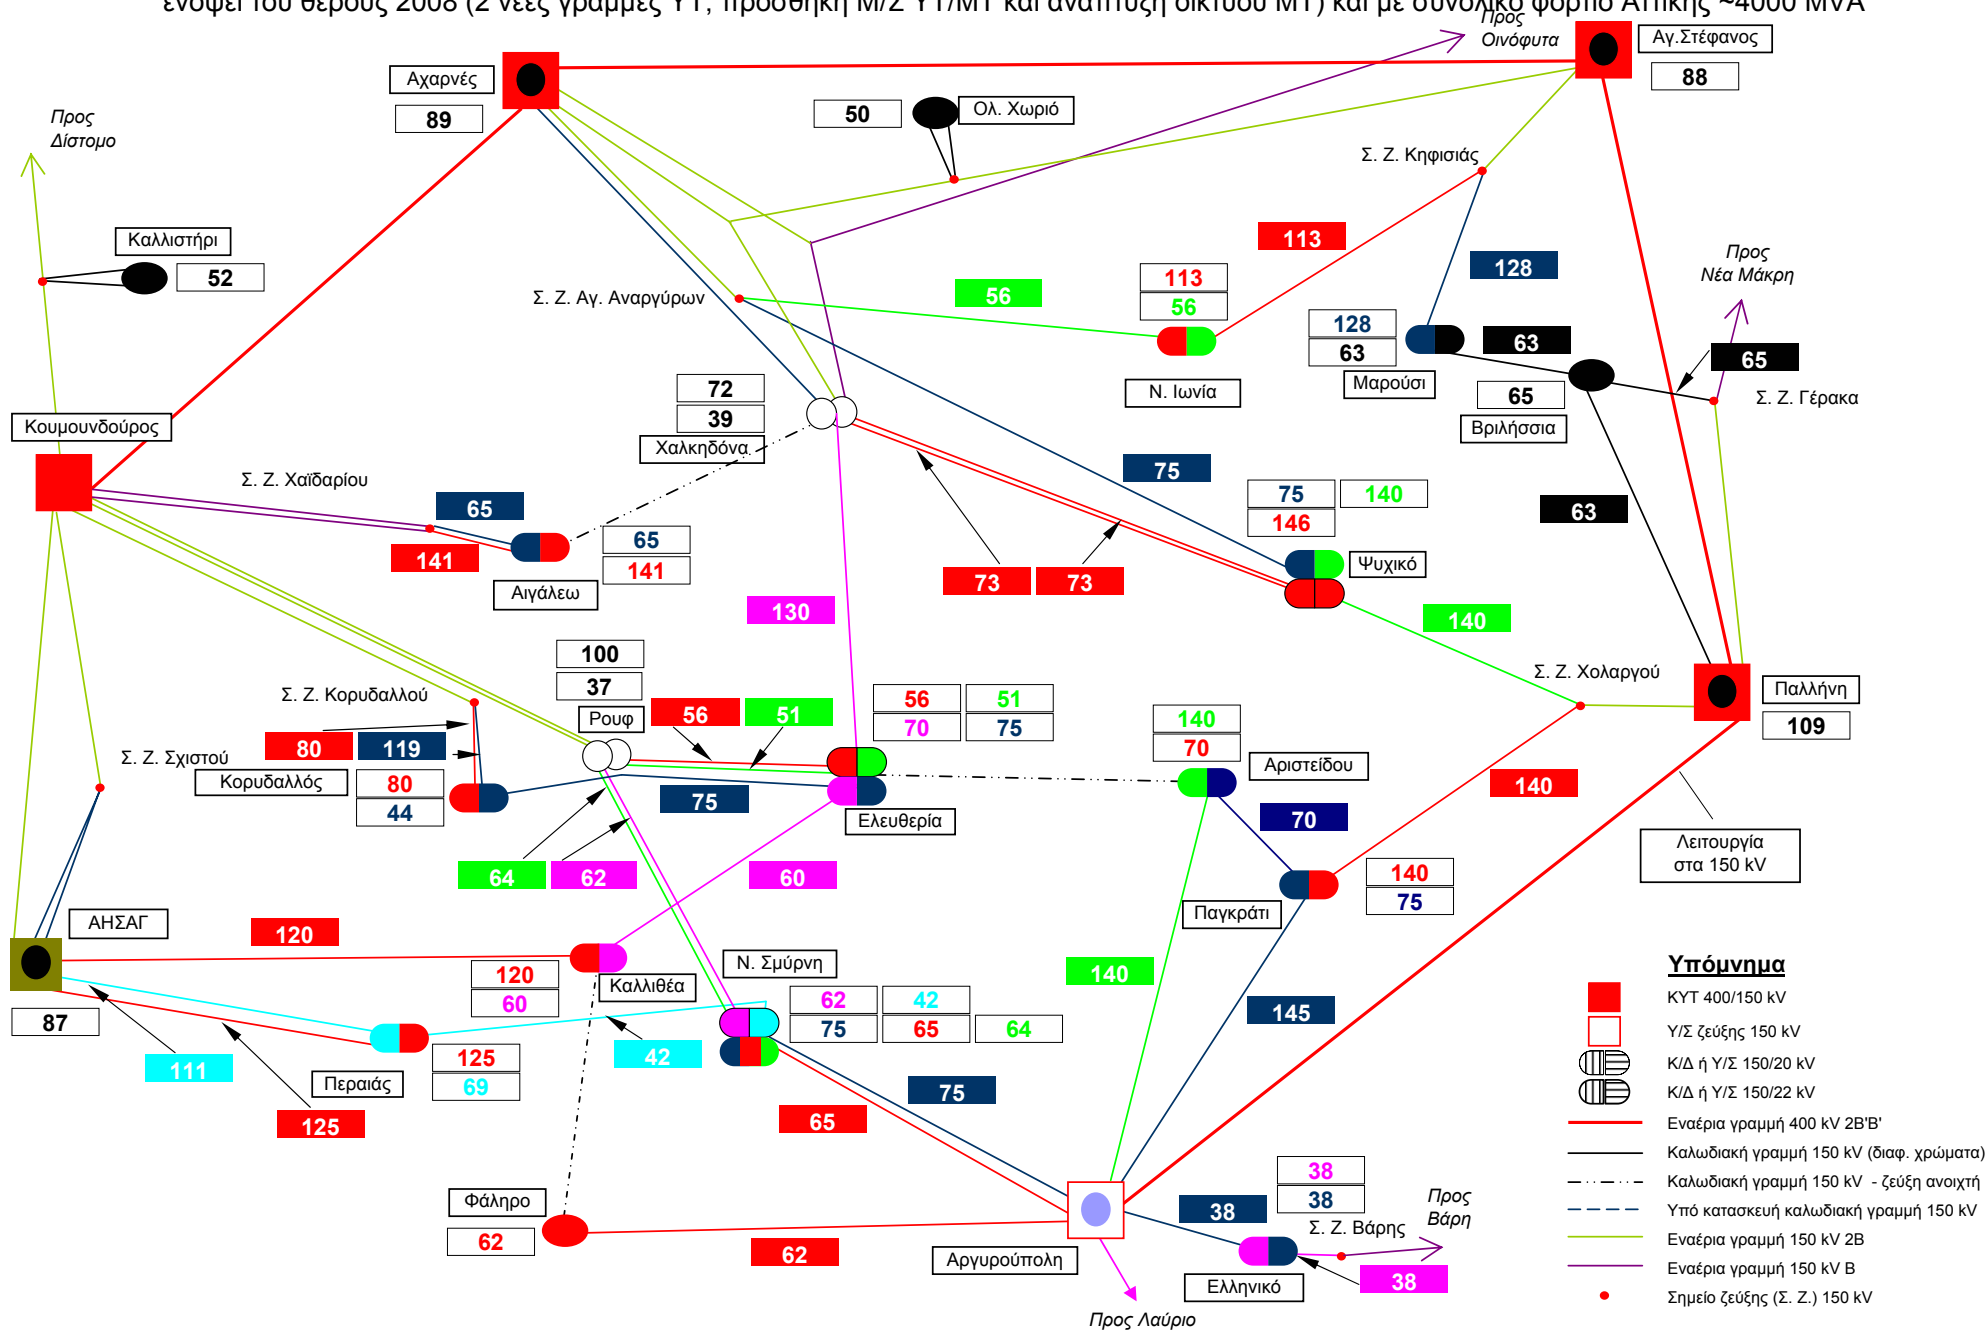 ενόψει του θέρους 2008 (2 νέες γραμμές ΥΤ, προσθήκη Μ/Σ ΥΤ/ΜΤ και ανάπτυξη δικτύου ΜΤ) και με συνολικό φορτίο Αττικής ~4000 MVA
Προς
Οινόφυτα
Αγ.Στέφανος
88
Αχαρνές
89
50
Ολ. Χωριό
Προς
Δίστομο
Σ. Ζ. Κηφισιάς
Καλλιστήρι
52
113
128
Προς
Νέα Μάκρη
Σ. Ζ. Αγ. Αναργύρων
56
113
56
128
63
63
65
Μαρούσι
Ν. Ιωνία
65
Βριλήσσια
Σ. Ζ. Γέρακα
72
39
Χαλκηδόνα
Κουμουνδούρος
Σ. Ζ. Χαϊδαρίου
65
141
65
141
Αιγάλεω
75
75
140
146
63
Ψυχικό
73
73
130
140
100
37
Ρουφ
Σ. Ζ. Κορυδαλλού
56
51
56
51
70
75
140
70
Αριστείδου
Σ. Ζ. Χολαργού
Παλλήνη
109
80
119
Σ. Ζ. Σχιστού
Κορυδαλλός
80
44
75
Ελευθερία
70
140
Λειτουργία
στα 150 kV
64
62
60
140
75
Παγκράτι
ΑΗΣΑΓ
120
120
60
Καλλιθέα
Ν. Σμύρνη
62
42
75
65
64
140
145
87
111
125
Περαιάς
125
69
42
65
75
Φάληρο
62
62
Αργυρούπολη
38
38
38
Σ. Ζ. Βάρης
Προς
Βάρη
38
Ελληνικό
Προς Λαύριο
Υπόμνημα
ΚΥΤ 400/150 kV
Υ/Σ ζεύξης 150 kV
Κ/Δ ή Υ/Σ 150/20 kV
Κ/Δ ή Υ/Σ 150/22 kV
Εναέρια γραμμή 400 kV 2Β'Β'
Καλωδιακή γραμμή 150 kV (διαφ. χρώματα)
Καλωδιακή γραμμή 150 kV - ζεύξη ανοιχτή
Υπό κατασκευή καλωδιακή γραμμή 150 kV
Εναέρια γραμμή 150 kV 2Β
Εναέρια γραμμή 150 kV Β
Σημείο ζεύξης (Σ. Ζ.) 150 kV